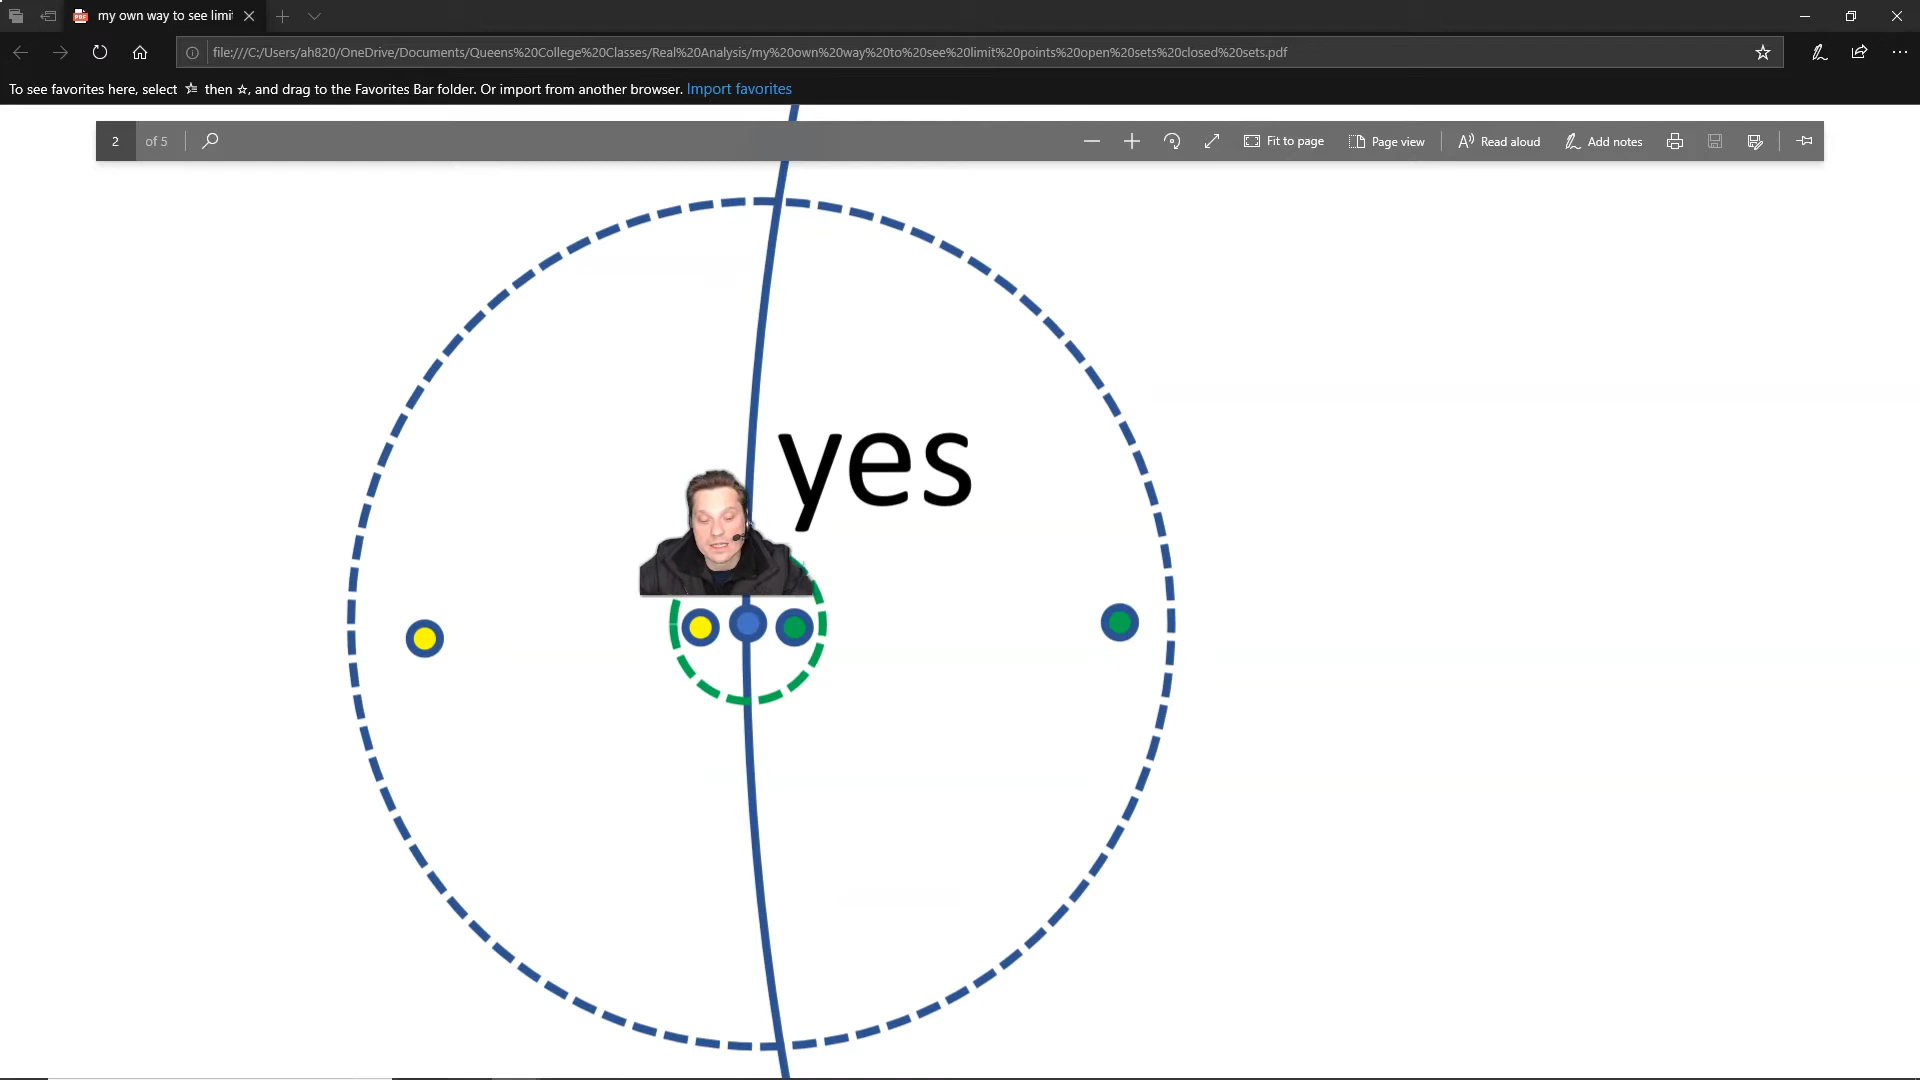 my own way to see limit
file:///C:/Users/ah820/OneDrive/Documents/Queens%20College%20Classes/Real%20Analysis/my%20own%20way%20to%20see%20limit%20points%20open%20sets%20closed%20sets.pdf
To see favorites here, select then , and drag to the Favorites Bar folder. Or import from another browser. Import favorites
2 of 5 Fit to page Page view Read aloud Add notes
yes